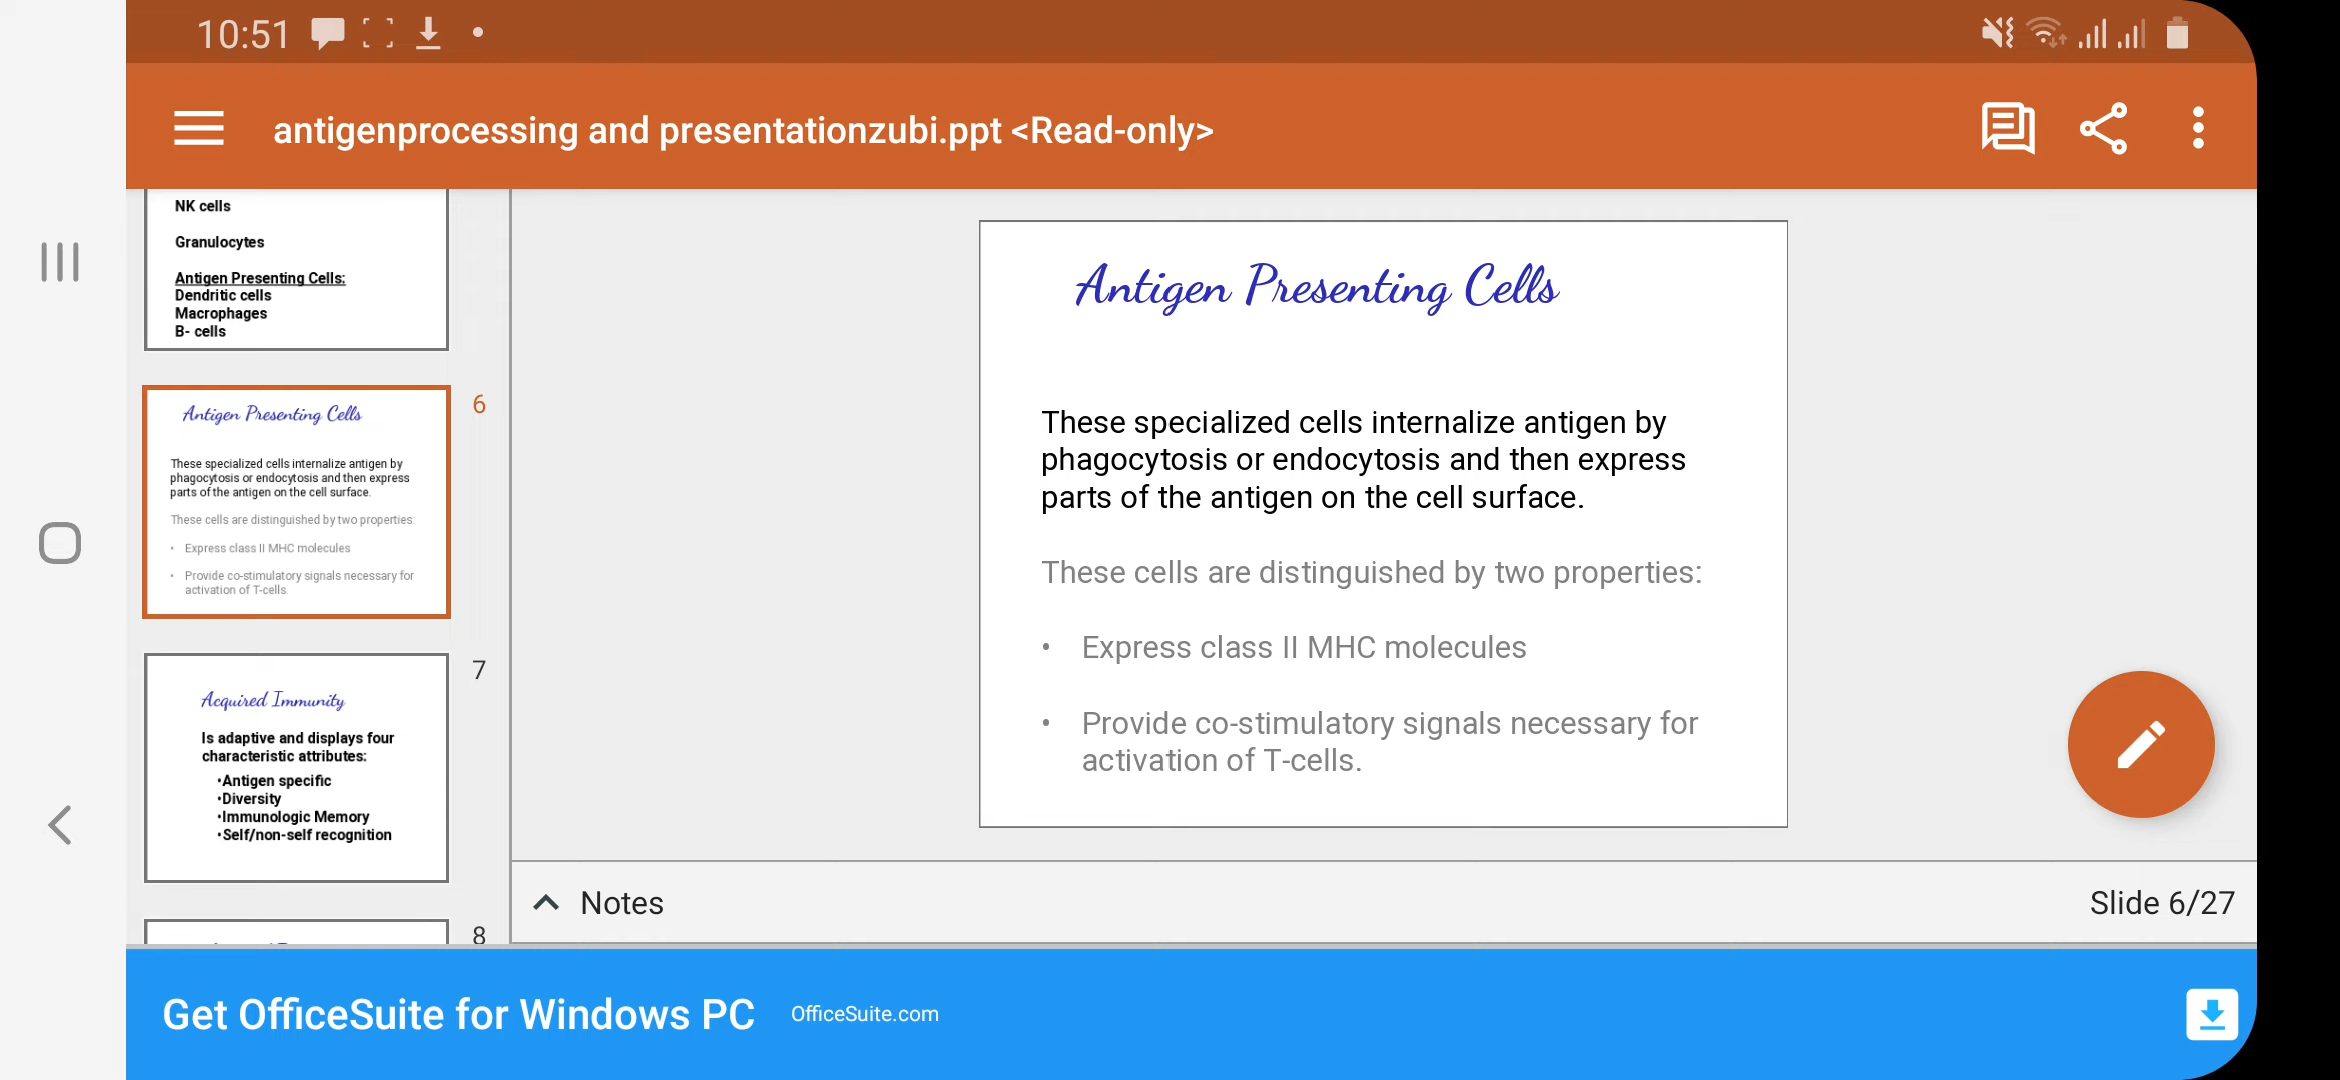 10:51
antigenprocessing and presentationzubi.ppt <Read-only>
NK cells
Granulocytes
Antigen Presenting Cells:
Dendritic cells
Macrophages
B- cells
6
Antigen Presenting Cells
These specialized cells internalize antigen by
phagocytosis or endocytosis and then express
parts of the antigen on the cell surface.
These cells are distinguished by two properties:
• Express class II MHC molecules
• Provide co-stimulatory signals necessary for
activation of T-cells.
7
Acquired Immunity
Is adaptive and displays four
characteristic attributes:
•Antigen specific
•Diversity
•Immunologic Memory
•Self/non-self recognition
8
Antigen Presenting Cells
These specialized cells internalize antigen by
phagocytosis or endocytosis and then express
parts of the antigen on the cell surface.
These cells are distinguished by two properties:
• Express class II MHC molecules
• Provide co-stimulatory signals necessary for
activation of T-cells.
Notes
Slide 6/27
Get OfficeSuite for Windows PC
OfficeSuite.com